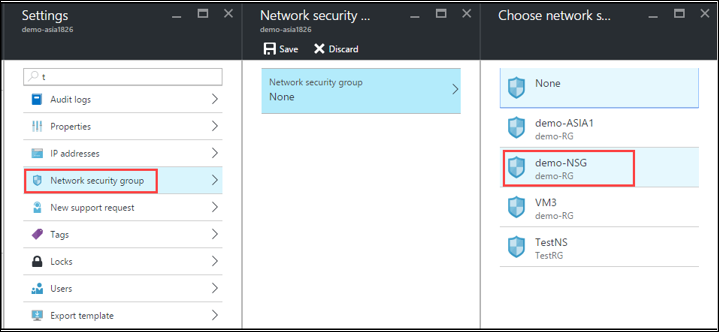 Settings
demo-asia1826
t
Audit logs
Properties
IP addresses
Network security group
New support request
Tags
Locks
Users
Export template
Network security ...
demo-asia1826
Save Discard
Network security group
None
Choose network s...
None
demo-ASIA1
demo-RG
demo-NSG
demo-RG
VM3
demo-RG
TestNS
TestRG